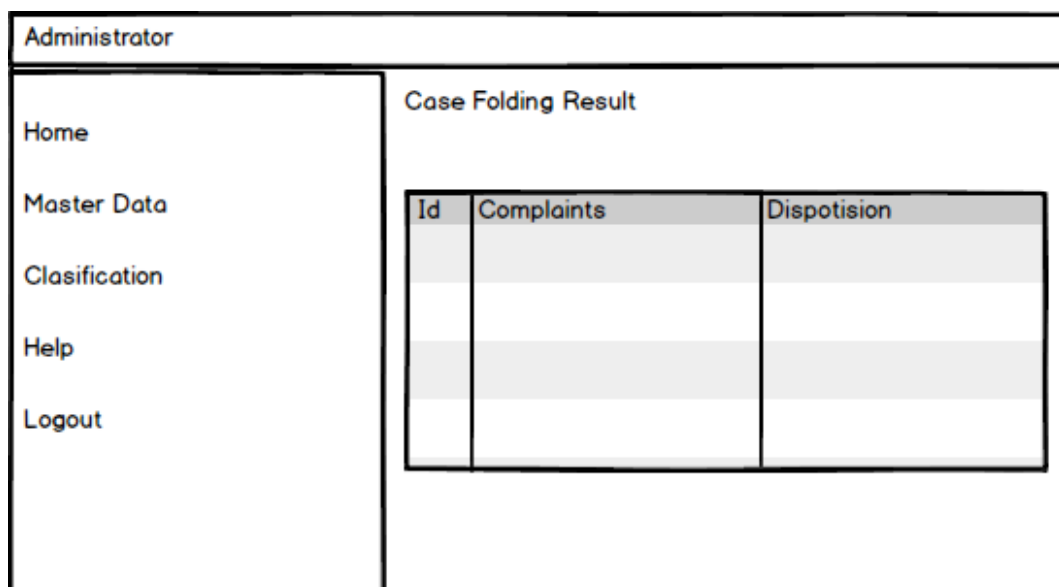 Administrator
Home
Master Data
Clasification
Help
Logout
Case Folding Result
Id Complaints Dispotision